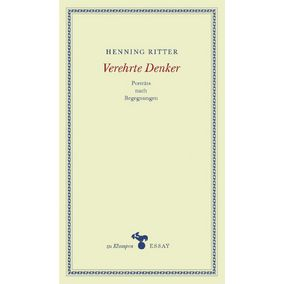 HENNING RITTER
Verehrte Denker
Porträts
nach
Begegnungen
zu Klampen ESSAY